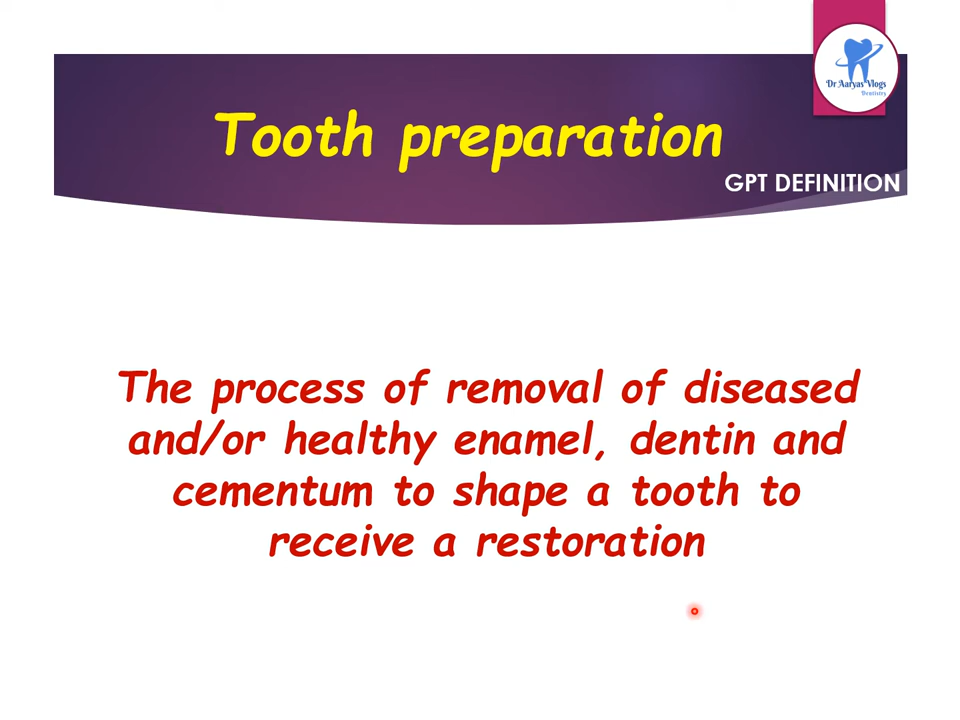 Dr Aaryas Vlogs
Dentistry
Tooth preparation
GPT DEFINITION
The process of removal of diseased
and/or healthy enamel, dentin and
cementum to shape a tooth to
receive a restoration